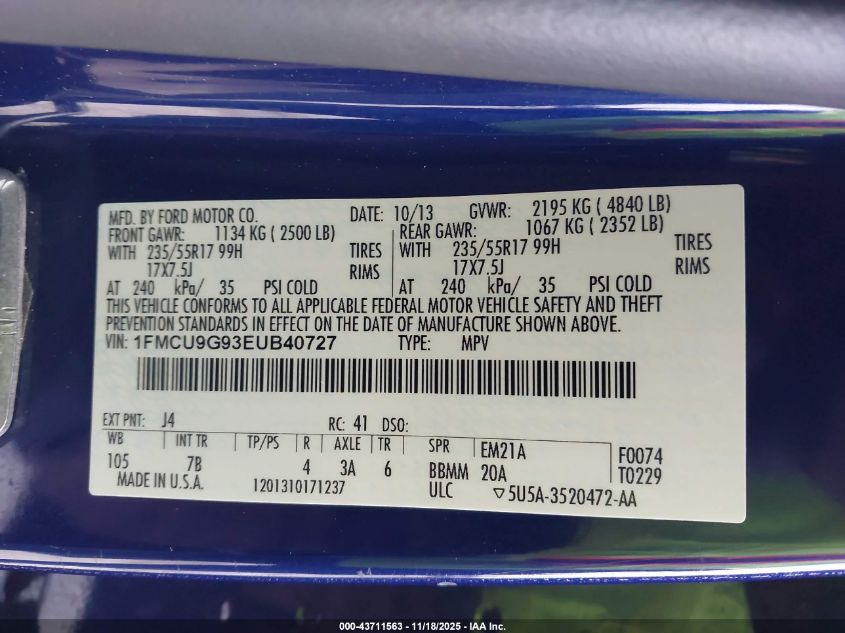 MFD. BY FORD MOTOR CO. DATE: 10/13 GVWR: 2195 KG ( 4840 LB)
FRONT GAWR: 1134 KG ( 2500 LB) REAR GAWR: 1067 KG ( 2352 LB)
WITH 235/55R17 99H TIRES WITH 235/55R17 99H TIRES
17X7.5J RIMS 17X7.5J RIMS
AT 240 kPa/ 35 PSI COLD AT 240 kPa/ 35 PSI COLD
THIS VEHICLE CONFORMS TO ALL APPLICABLE FEDERAL MOTOR VEHICLE SAFETY AND THEFT
PREVENTION STANDARDS IN EFFECT ON THE DATE OF MANUFACTURE SHOWN ABOVE.
VIN: 1FMCU9G93EUB40727 TYPE: MPV
EXT PNT: J4 RC: 41 DSO:
WB INT TR TP/PS R AXLE TR SPR EM21A F0074
105 7B 4 3A 6 BBMM 20A T0229
MADE IN U.S.A. 1201310171237 ULC ▽5U5A-3520472-AA
000-43711563 - 11/18/2025 - IAA Inc.